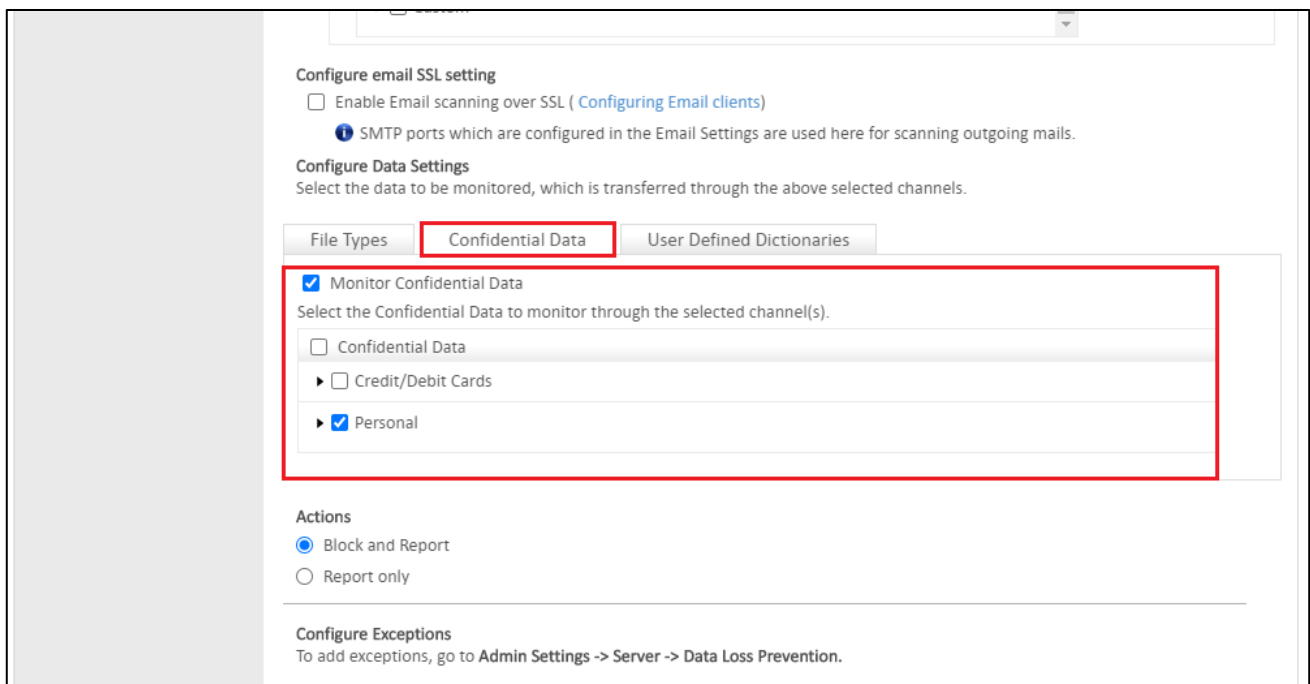 Configure email SSL setting
Enable Email scanning over SSL ( Configuring Email clients)
SMTP ports which are configured in the Email Settings are used here for scanning outgoing mails.
Configure Data Settings
Select the data to be monitored, which is transferred through the above selected channels.
File Types Confidential Data User Defined Dictionaries
Monitor Confidential Data
Select the Confidential Data to monitor through the selected channel(s).
Confidential Data
Credit/Debit Cards
Personal
Actions
Block and Report
Report only
Configure Exceptions
To add exceptions, go to Admin Settings -> Server -> Data Loss Prevention.